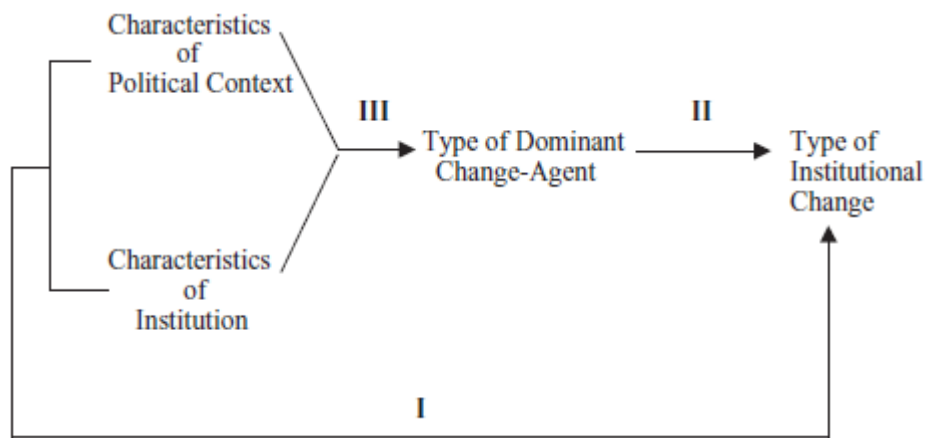 Characteristics
of
Political Context
III
II
Type of Dominant
Change-Agent
Type of
Institutional
Change
Characteristics
of
Institution
I